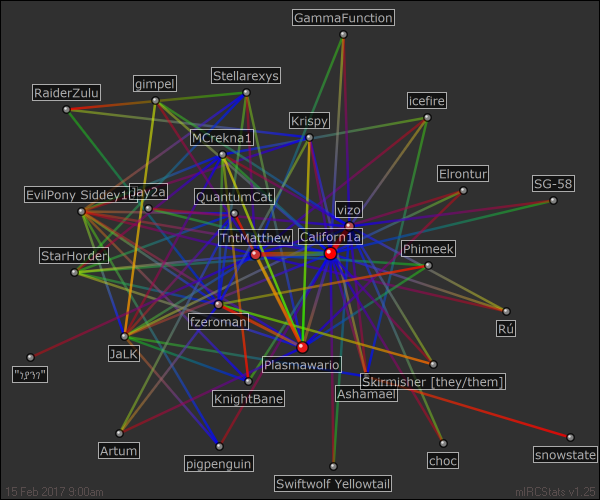 GammaFunction
Stellarexys
gimpel
RaiderZulu
icefire
Krispy
MCrekna1
Elrontur
SG-58
EvilPony Siddey1
Jay2a
QuantumCat
vizo
TntMatthew
Californ1a
Phimeek
StarHorder
fzeroman
Rú
JaLK
Plasmawario
Skirmisher [they/them]
KnightBane
Ashamael
Artum
pigpenguin
choc
snowstate
Swiftwolf Yellowtail
15 Feb 2017 9:00am
mIRCStats v1.25